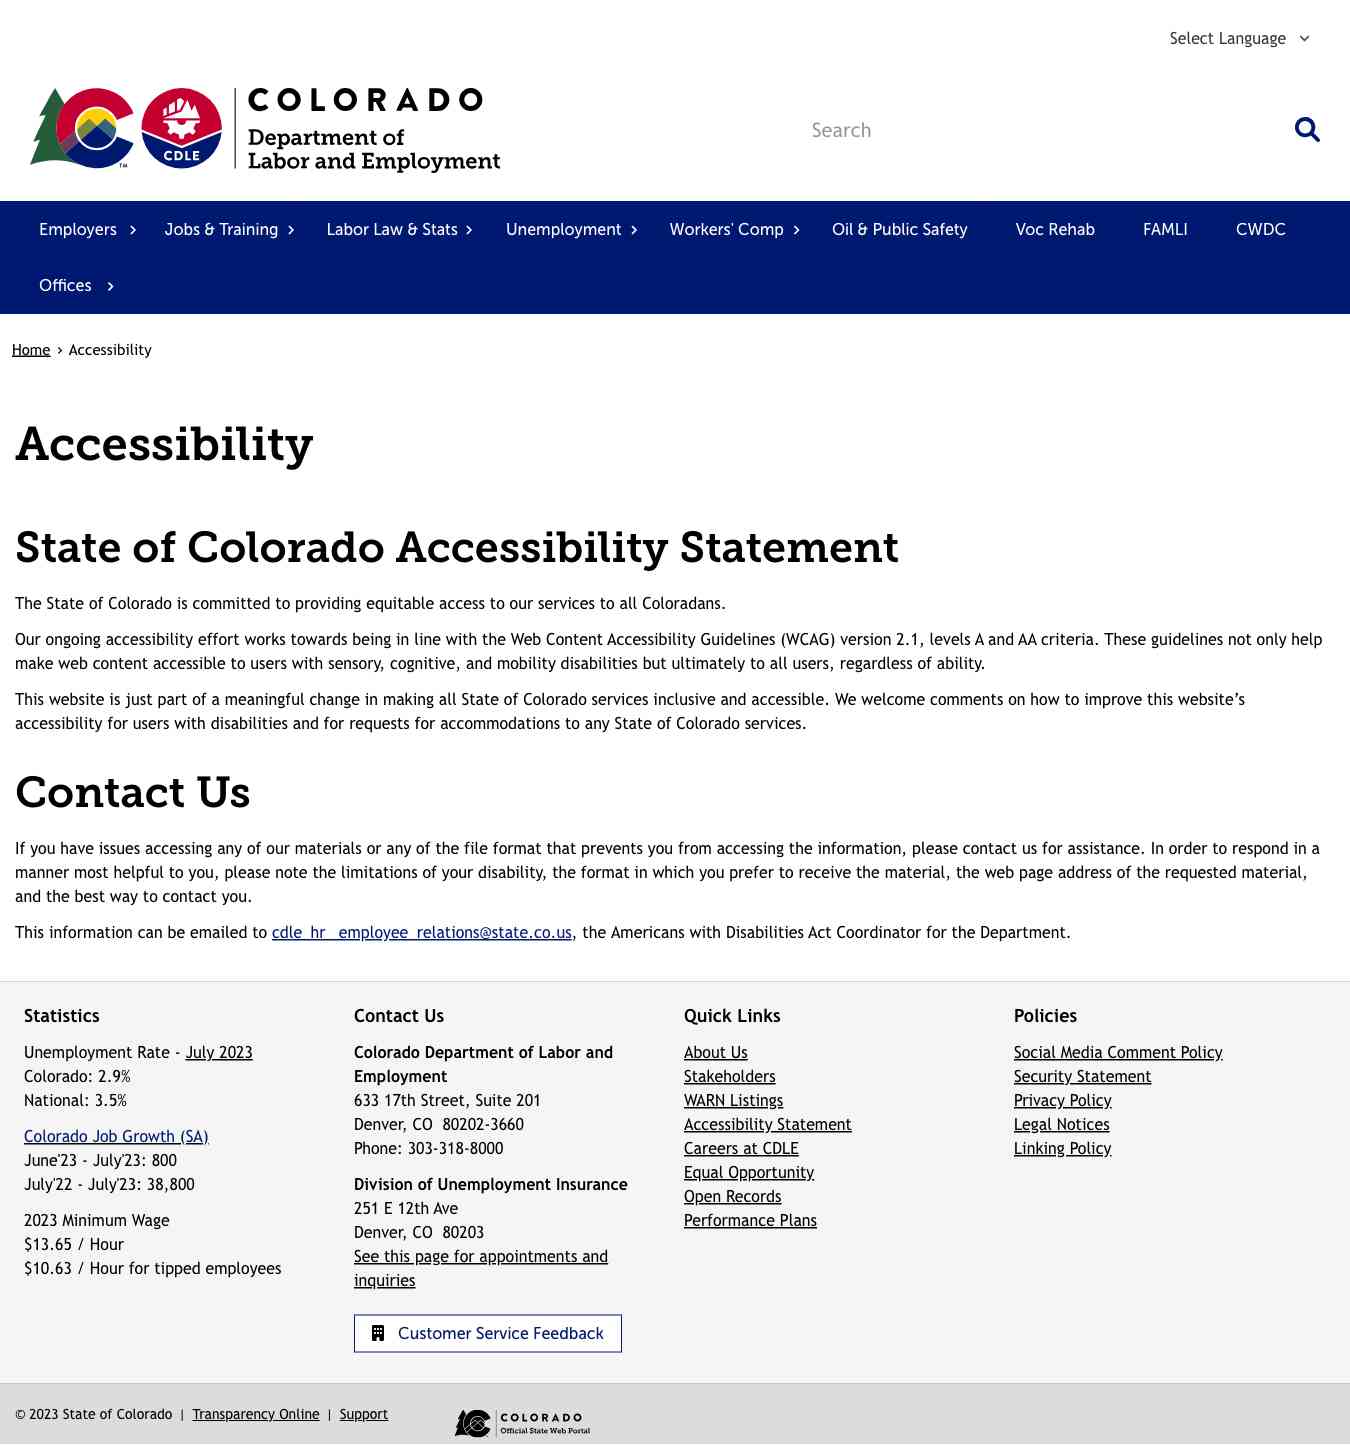 Select Language
COLORADO
Department of
Labor and Employment
CDLE
TM
Search
Employers Jobs & Training Labor Law & Stats Unemployment Workers' Comp Oil & Public Safety Voc Rehab FAMLI CWDC
Offices
Home › Accessibility
Accessibility
State of Colorado Accessibility Statement
The State of Colorado is committed to providing equitable access to our services to all Coloradans.
Our ongoing accessibility effort works towards being in line with the Web Content Accessibility Guidelines (WCAG) version 2.1, levels A and AA criteria. These guidelines not only help
make web content accessible to users with sensory, cognitive, and mobility disabilities but ultimately to all users, regardless of ability.
This website is just part of a meaningful change in making all State of Colorado services inclusive and accessible. We welcome comments on how to improve this website’s
accessibility for users with disabilities and for requests for accommodations to any State of Colorado services.
Contact Us
If you have issues accessing any of our materials or any of the file format that prevents you from accessing the information, please contact us for assistance. In order to respond in a
manner most helpful to you, please note the limitations of your disability, the format in which you prefer to receive the material, the web page address of the requested material,
and the best way to contact you.
This information can be emailed to cdle_hr_ employee_relations@state.co.us, the Americans with Disabilities Act Coordinator for the Department.
Statistics
Unemployment Rate - July 2023
Colorado: 2.9%
National: 3.5%
Colorado Job Growth (SA)
June'23 - July'23: 800
July'22 - July'23: 38,800
2023 Minimum Wage
$13.65 / Hour
$10.63 / Hour for tipped employees
Contact Us
Colorado Department of Labor and
Employment
633 17th Street, Suite 201
Denver, CO 80202-3660
Phone: 303-318-8000
Division of Unemployment Insurance
251 E 12th Ave
Denver, CO 80203
See this page for appointments and
inquiries
Customer Service Feedback
Quick Links
About Us
Stakeholders
WARN Listings
Accessibility Statement
Careers at CDLE
Equal Opportunity
Open Records
Performance Plans
Policies
Social Media Comment Policy
Security Statement
Privacy Policy
Legal Notices
Linking Policy
© 2023 State of Colorado | Transparency Online | Support
COLORADO
Official State Web Portal